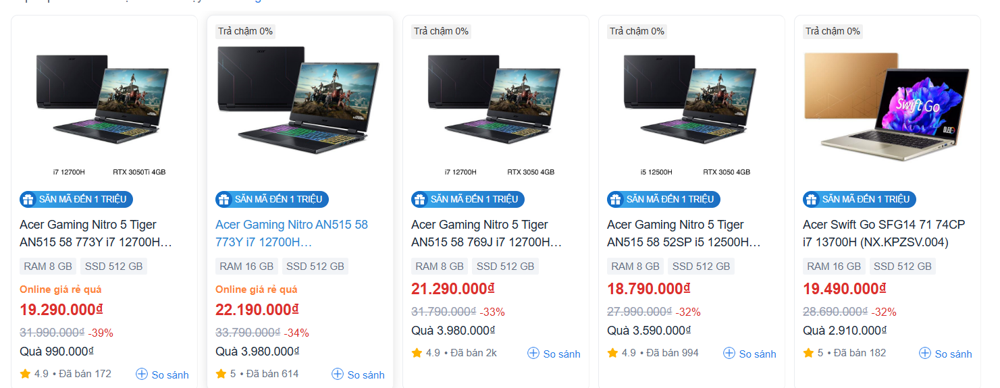 i7 12700H RTX 3050Ti 4GB
SĂN MÃ ĐẾN 1 TRIỆU
Acer Gaming Nitro 5 Tiger
AN515 58 773Y i7 12700H…
RAM 8 GB SSD 512 GB
Online giá rẻ quá
19.290.000₫
31.990.000₫ -39%
Quà 990.000₫
4.9 • Đã bán 172 So sánh
Trả chậm 0%
SĂN MÃ ĐẾN 1 TRIỆU
Acer Gaming Nitro AN515 58
773Y i7 12700H…
RAM 16 GB SSD 512 GB
Online giá rẻ quá
22.190.000₫
33.790.000₫ -34%
Quà 3.980.000₫
5 • Đã bán 614 So sánh
Trả chậm 0%
i7 12700H RTX 3050 4GB
SĂN MÃ ĐẾN 1 TRIỆU
Acer Gaming Nitro 5 Tiger
AN515 58 769J i7 12700H…
RAM 8 GB SSD 512 GB
21.290.000₫
31.790.000₫ -33%
Quà 3.980.000₫
4.9 • Đã bán 2k So sánh
Trả chậm 0%
i5 12500H RTX 3050 4GB
SĂN MÃ ĐẾN 1 TRIỆU
Acer Gaming Nitro 5 Tiger
AN515 58 52SP i5 12500H…
RAM 8 GB SSD 512 GB
18.790.000₫
27.990.000₫ -32%
Quà 3.590.000₫
4.9 • Đã bán 994 So sánh
Trả chậm 0%
Swift Go
SĂN MÃ ĐẾN 1 TRIỆU
Acer Swift Go SFG14 71 74CP
i7 13700H (NX.KPZSV.004)
RAM 16 GB SSD 512 GB
19.490.000₫
28.690.000₫ -32%
Quà 2.910.000₫
5 • Đã bán 182 So sánh